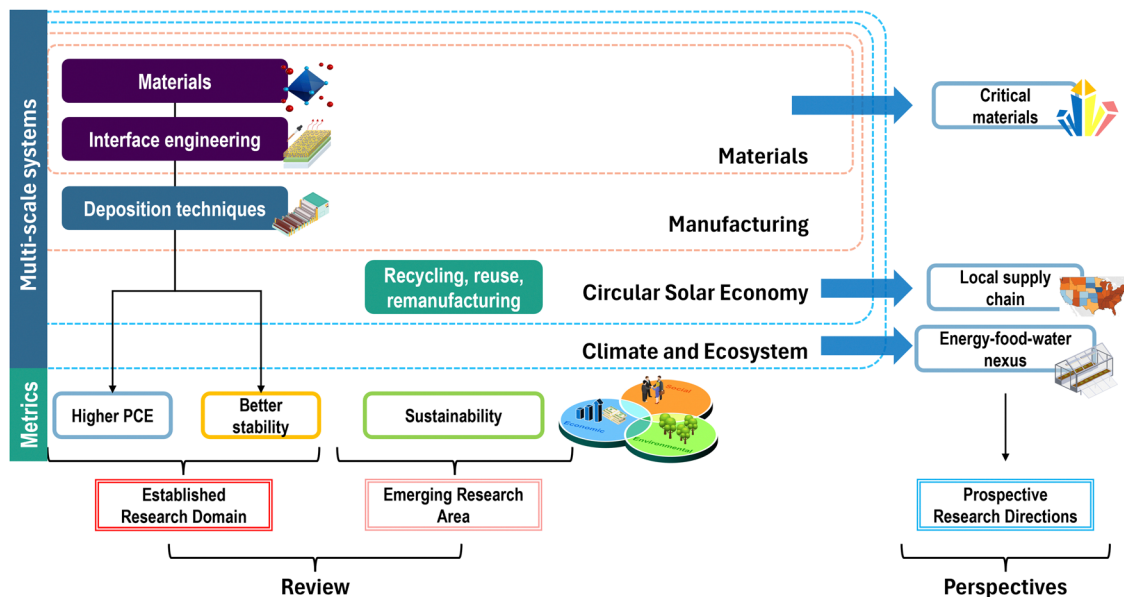 Multi-scale systems
Materials
Interface engineering
Materials
Critical
materials
Deposition techniques
Manufacturing
Recycling, reuse,
remanufacturing
Circular Solar Economy
Local supply
chain
Climate and Ecosystem
Energy-food-water
nexus
Metrics
Higher PCE
Better
stability
Sustainability
Social
Economic
Environmental
Established
Research Domain
Emerging Research
Area
Prospective
Research Directions
Review
Perspectives